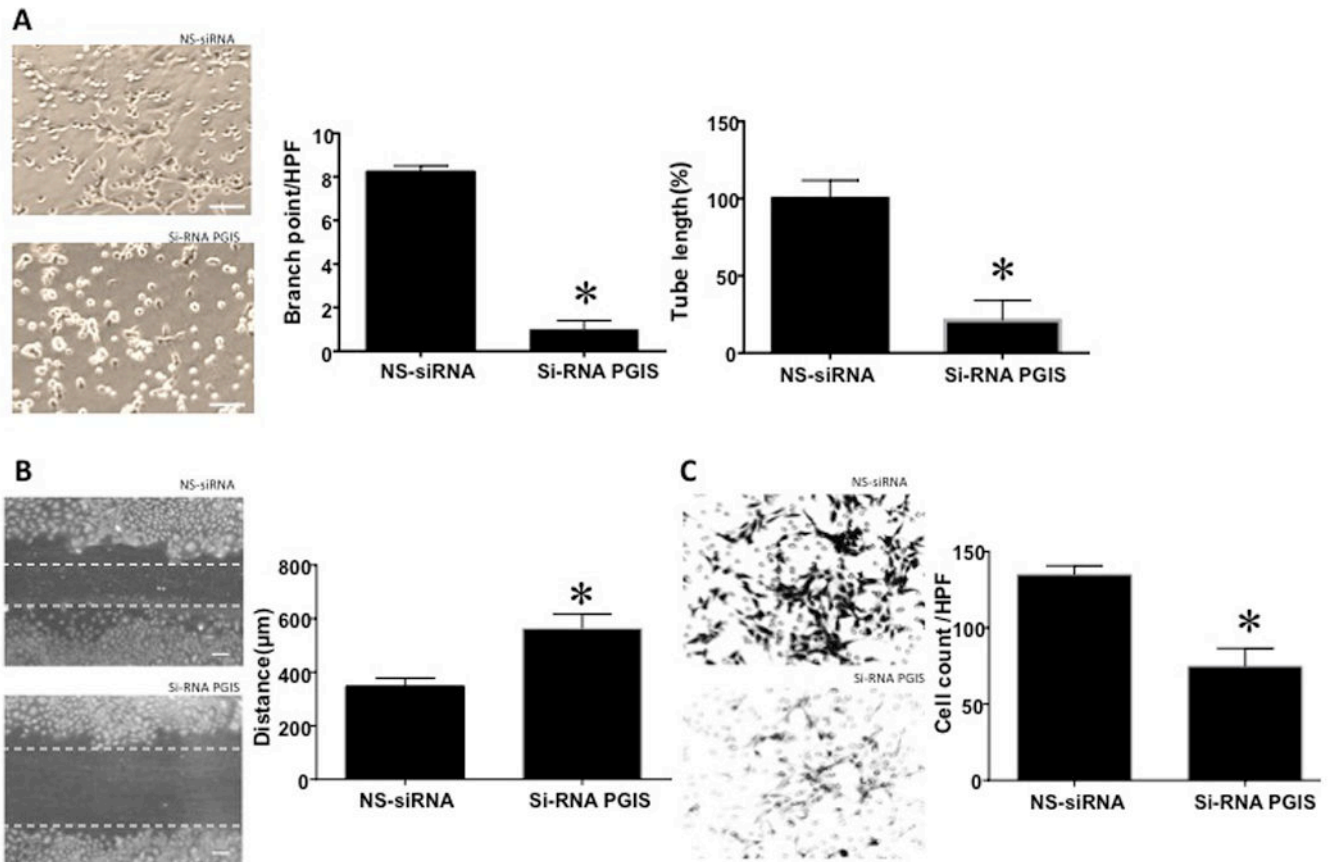 A
NS-siRNA
Si-RNA PGIS
Branch point/HPF
10
8
6
4
2
0
*
NS-siRNA
Si-RNA PGIS
Tube length(%)
150
100
50
0
*
NS-siRNA
Si-RNA PGIS
B
NS-siRNA
Si-RNA PGIS
Distance(µm)
800
600
400
200
0
*
NS-siRNA
Si-RNA PGIS
C
NS-siRNA
Si-RNA PGIS
Cell count /HPF
150
100
50
0
*
NS-siRNA
Si-RNA PGIS